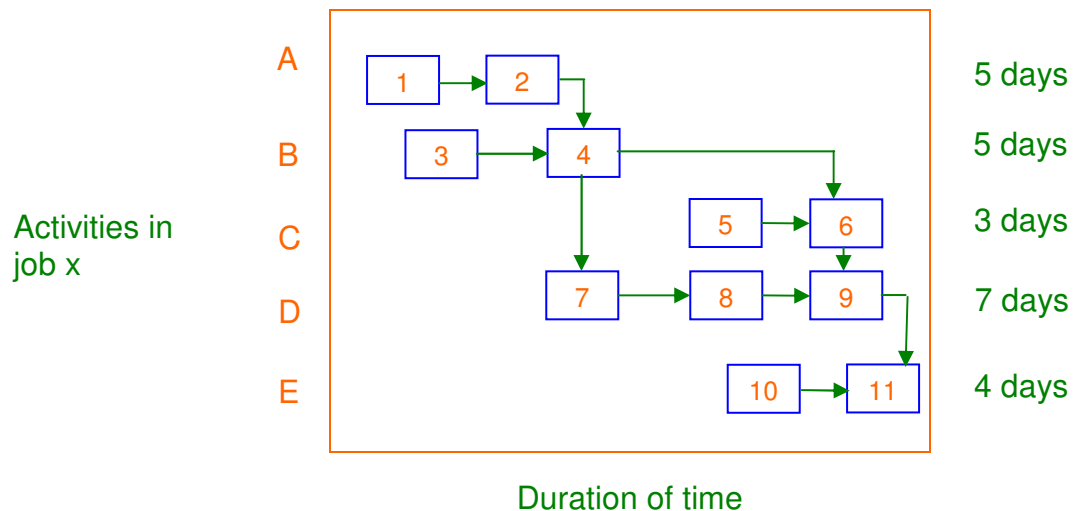 A
1
2
5 days
B
3
4
5 days
Activities in
job x
C
5
6
3 days
D
7
8
9
7 days
E
10
11
4 days
Duration of time